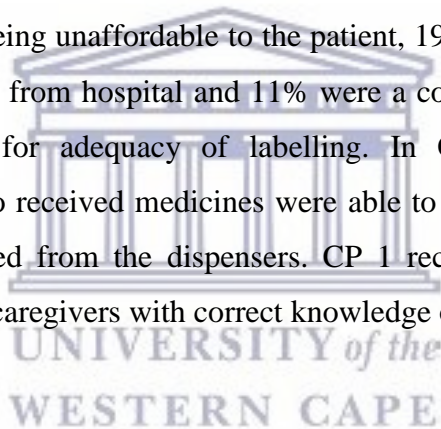 eing unaffordable to the patient, 19
from hospital and 11% were a co
for adequacy of labelling. In
o received medicines were able to
ed from the dispensers. CP 1 rec
caregivers with correct knowledge
UNIVERSITY of the
WESTERN CAPE